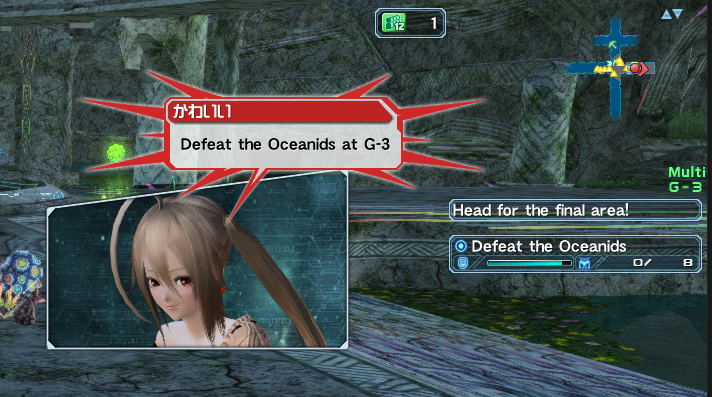 12 1
かわいい
Defeat the Oceanids at G-3
Multi
G-3
Head for the final area!
Defeat the Oceanids
0/ 8